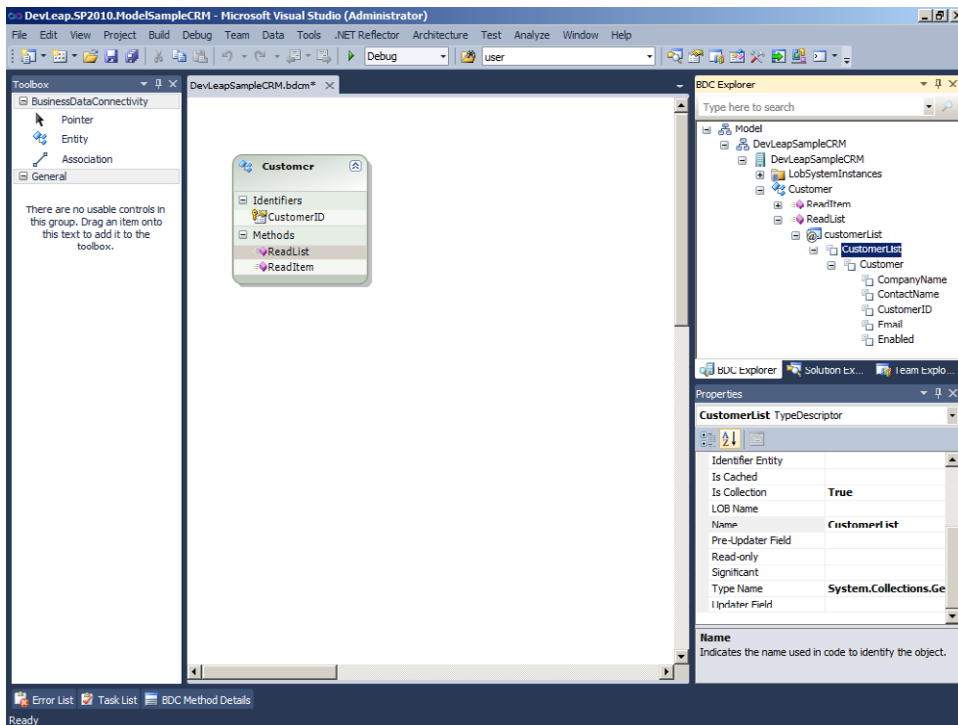 DevLeap.SP2010.ModelSampleCRM - Microsoft Visual Studio (Administrator)
File Edit View Project Build Debug Team Data Tools .NET Reflector Architecture Test Analyze Window Help
Debug user
Toolbox
BusinessDataConnectivity
Pointer
Entity
Association
General
There are no usable controls in
this group. Drag an item onto
this text to add it to the
toolbox.
DevLeapSampleCRM.bdcm*
Customer
Identifiers
CustomerID
Methods
ReadList
ReadItem
BDC Explorer
Type here to search
Model
DevLeapSampleCRM
DevLeapSampleCRM
LobSystemInstances
Customer
ReadItem
ReadList
customerList
CustomerList
Customer
CompanyName
ContactName
CustomerID
Email
Enabled
BDC Explorer Solution Ex... Team Explo...
Properties
CustomerList TypeDescriptor
Identifier Entity
Is Cached
Is Collection True
LOB Name
Name CustomerList
Pre-Updater Field
Read-only
Significant
Type Name System.Collections.Ge
Updater Field
Name
Indicates the name used in code to identify the object.
Error List Task List BDC Method Details
Ready